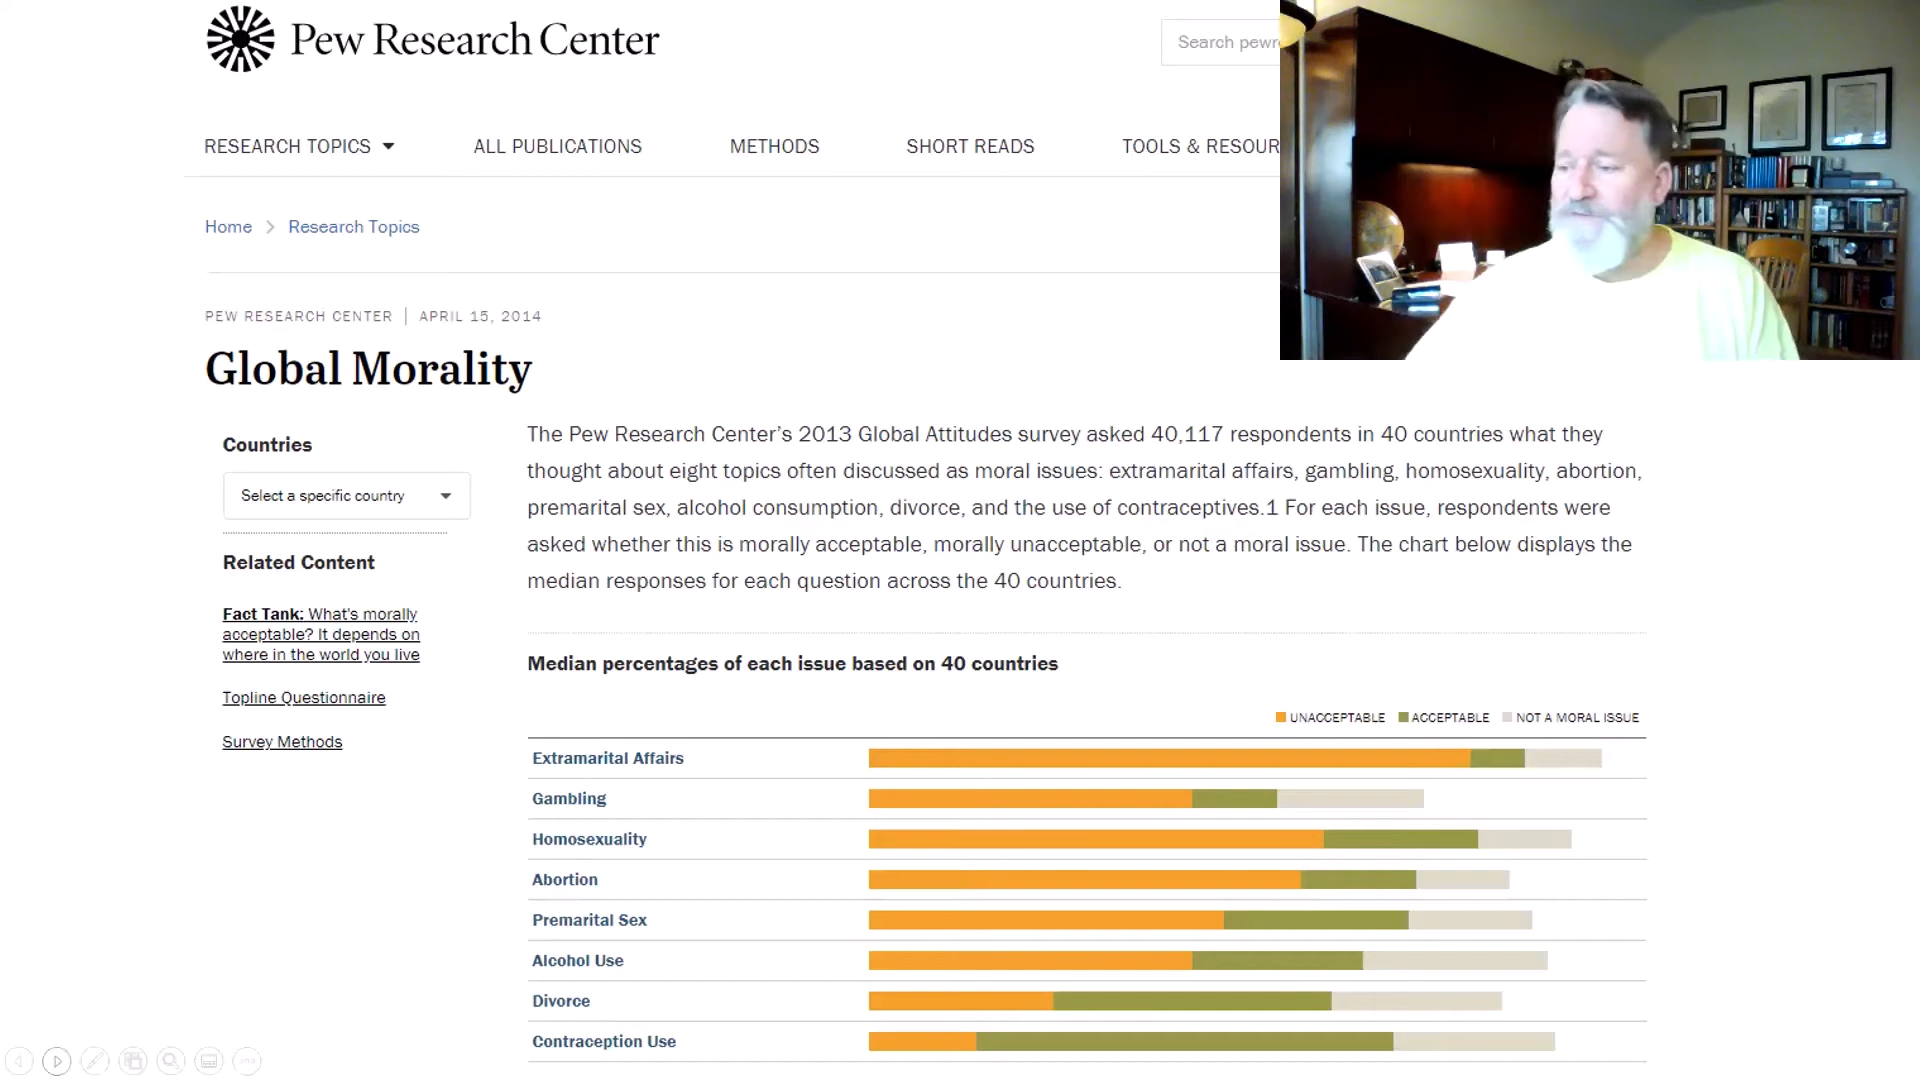 Pew Research Center
Search pewr
RESEARCH TOPICS
ALL PUBLICATIONS
METHODS
SHORT READS
TOOLS & RESOUR
Home
Research Topics
PEW RESEARCH CENTER | APRIL 15, 2014
Global Morality
Countries
Select a specific country
Related Content
Fact Tank: What's morally
acceptable? It depends on
where in the world you live
Topline Questionnaire
Survey Methods
The Pew Research Center’s 2013 Global Attitudes survey asked 40,117 respondents in 40 countries what they
thought about eight topics often discussed as moral issues: extramarital affairs, gambling, homosexuality, abortion,
premarital sex, alcohol consumption, divorce, and the use of contraceptives.1 For each issue, respondents were
asked whether this is morally acceptable, morally unacceptable, or not a moral issue. The chart below displays the
median responses for each question across the 40 countries.
Median percentages of each issue based on 40 countries
UNACCEPTABLE
ACCEPTABLE
NOT A MORAL ISSUE
Extramarital Affairs
Gambling
Homosexuality
Abortion
Premarital Sex
Alcohol Use
Divorce
Contraception Use